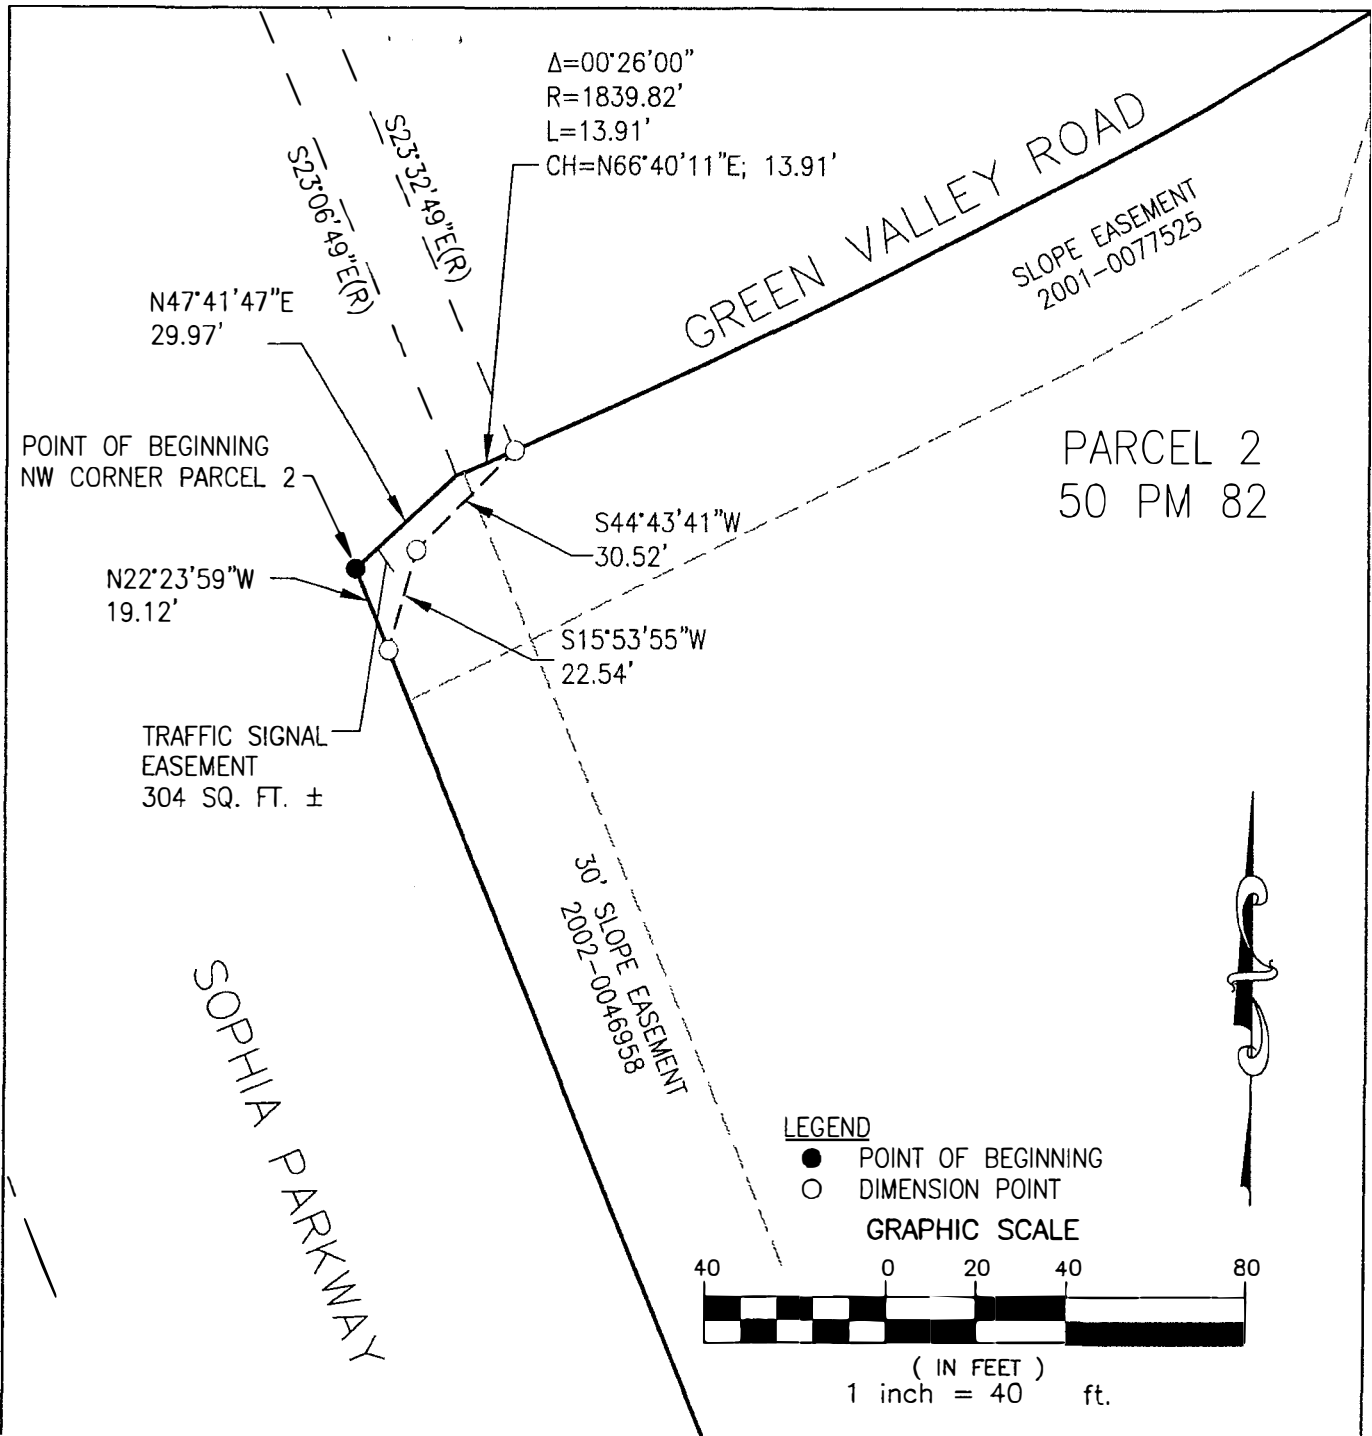 Δ=00°26'00"
R=1839.82'
L=13.91'
CH=N66°40'11"E; 13.91'
S23°32'49"E(R)
S23°06'49"E(R)
GREEN VALLEY ROAD
SLOPE EASEMENT
2001-0077525
N47°41'47"E
29.97'
POINT OF BEGINNING
NW CORNER PARCEL 2
PARCEL 2
50 PM 82
S44°43'41"W
30.52'
N22°23'59"W
19.12'
S15°53'55"W
22.54'
TRAFFIC SIGNAL
EASEMENT
304 SQ. FT. ±
30' SLOPE EASEMENT
2002-0046958
SOPHIA PARKWAY
LEGEND
POINT OF BEGINNING
DIMENSION POINT
GRAPHIC SCALE
40 0 20 40 80
( IN FEET )
1 inch = 40 ft.